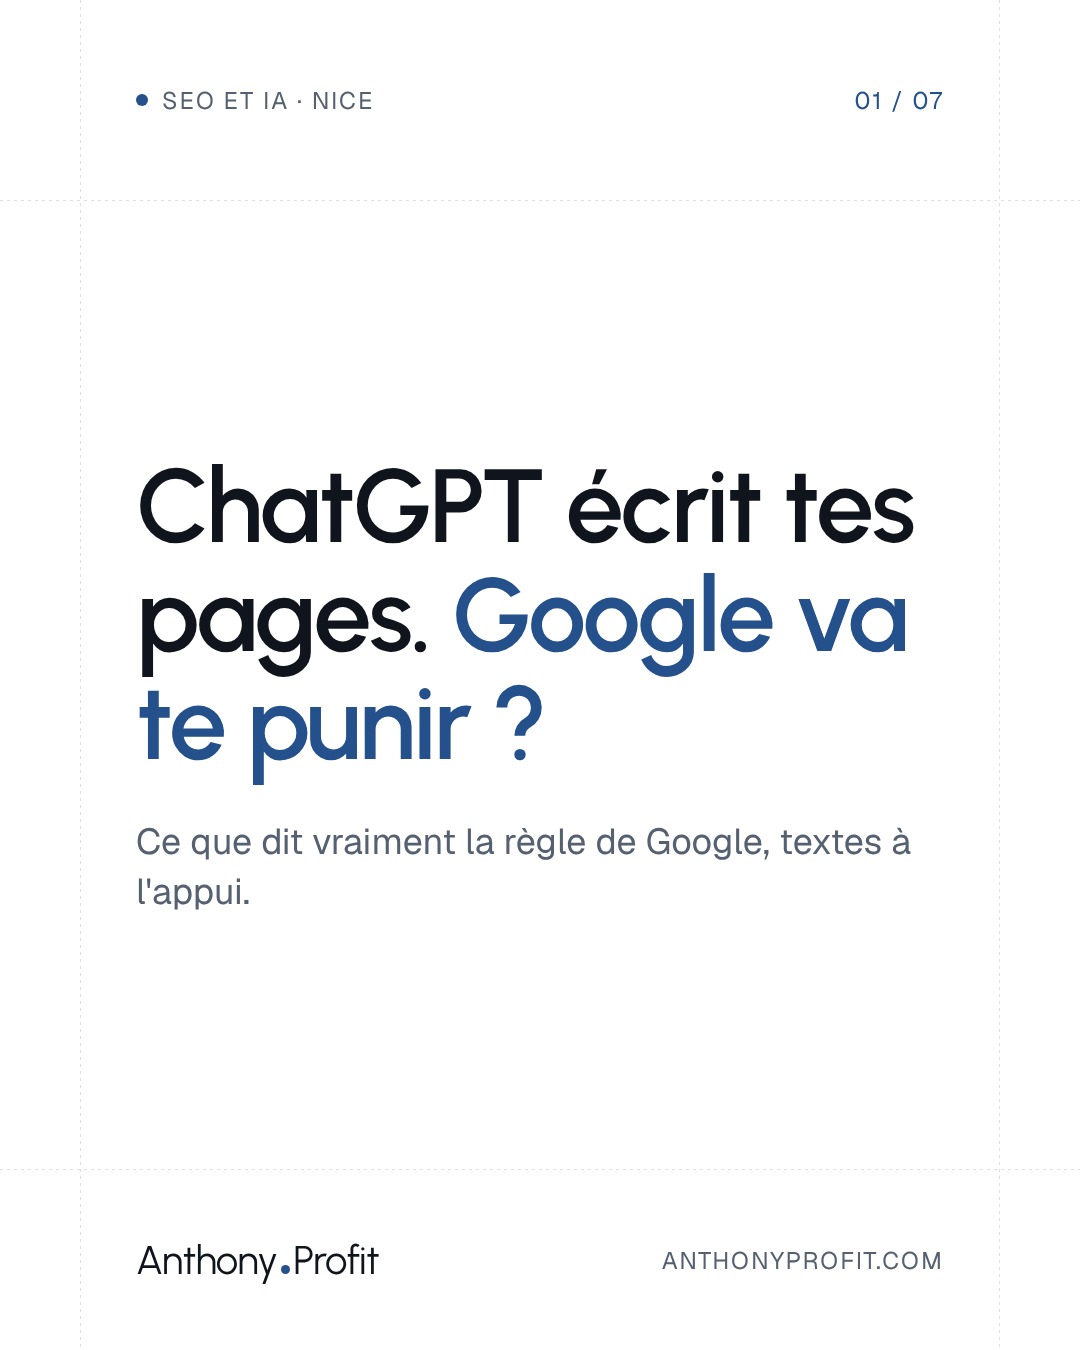 SEO ET IA · NICE
01 / 07
ChatGPT écrit tes
pages. Google va
te punir ?
Ce que dit vraiment la règle de Google, textes à
l'appui.
Anthony.Profit
ANTHONYPROFIT.COM